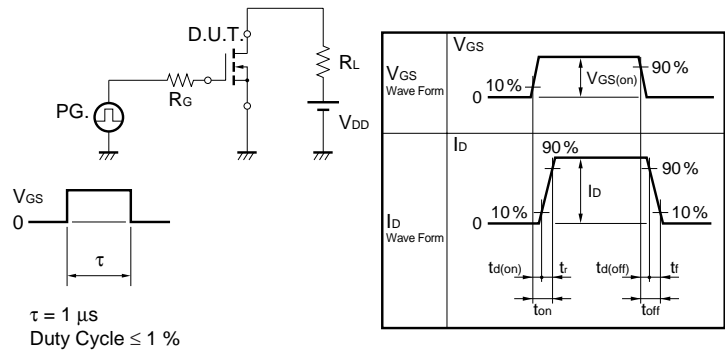 D.U.T.
RL
RG
PG.
VDD
VGS
0
τ
τ = 1 μs
Duty Cycle ≤ 1 %
VGS
Wave Form
VGS
10 %
0
VGS(on)
90 %
ID
Wave Form
ID
90 %
90 %
10 %
0
ID
10 %
td(on)
tr
td(off)
tf
ton
toff